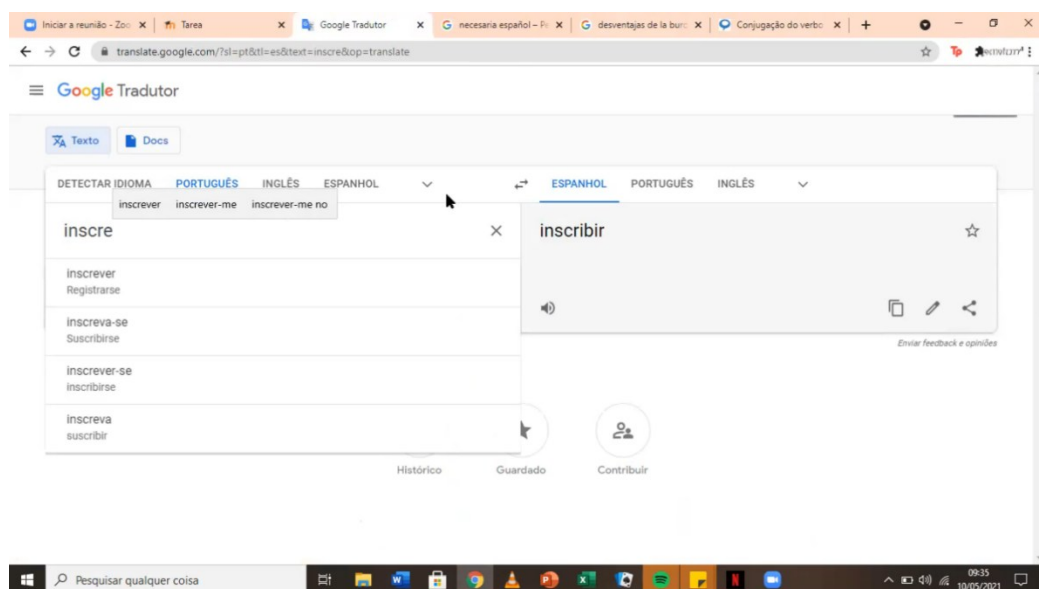 Iniciar a reunião - Zoo
Tarea
Google Tradutor
necesaria español – P
desventajas de la buro
Conjugação do verbo
translate.google.com/?sl=pt&tl=es&text=inscre&op=translate
Tp
Google Tradutor
Texto
Docs
DETECTAR IDIOMA PORTUGUÊS INGLÊS ESPANHOL
ESPANHOL PORTUGUÊS INGLÊS
inscrever inscrever-me inscrever-me no
inscre
inscribir
inscrever
Registrarse
inscreva-se
Suscribirse
inscrever-se
inscribirse
inscreva
suscribir
Enviar feedback e opiniões
Histórico
Guardado
Contribuir
Pesquisar qualquer coisa
09:35
10/05/2021